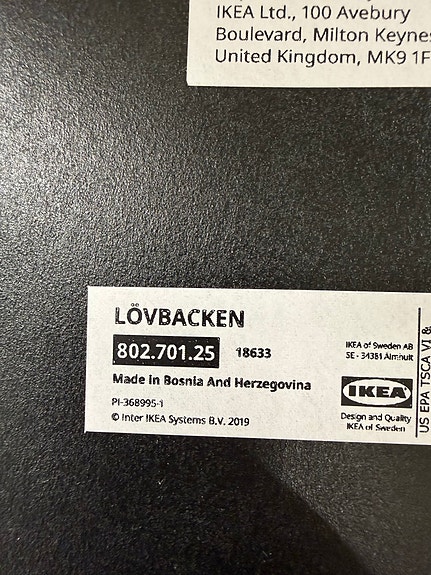 IKEA Ltd., 100 Avebury
Boulevard, Milton Keynes
United Kingdom, MK9 1F
LÖVBACKEN
802.701.25 18633
Made in Bosnia And Herzegovina
PI-368995-1
© Inter IKEA Systems B.V. 2019
IKEA of Sweden AB
SE - 34381 Älmhult
IKEA
Design and Quality
IKEA of Sweden
US EPA TSCA VI &